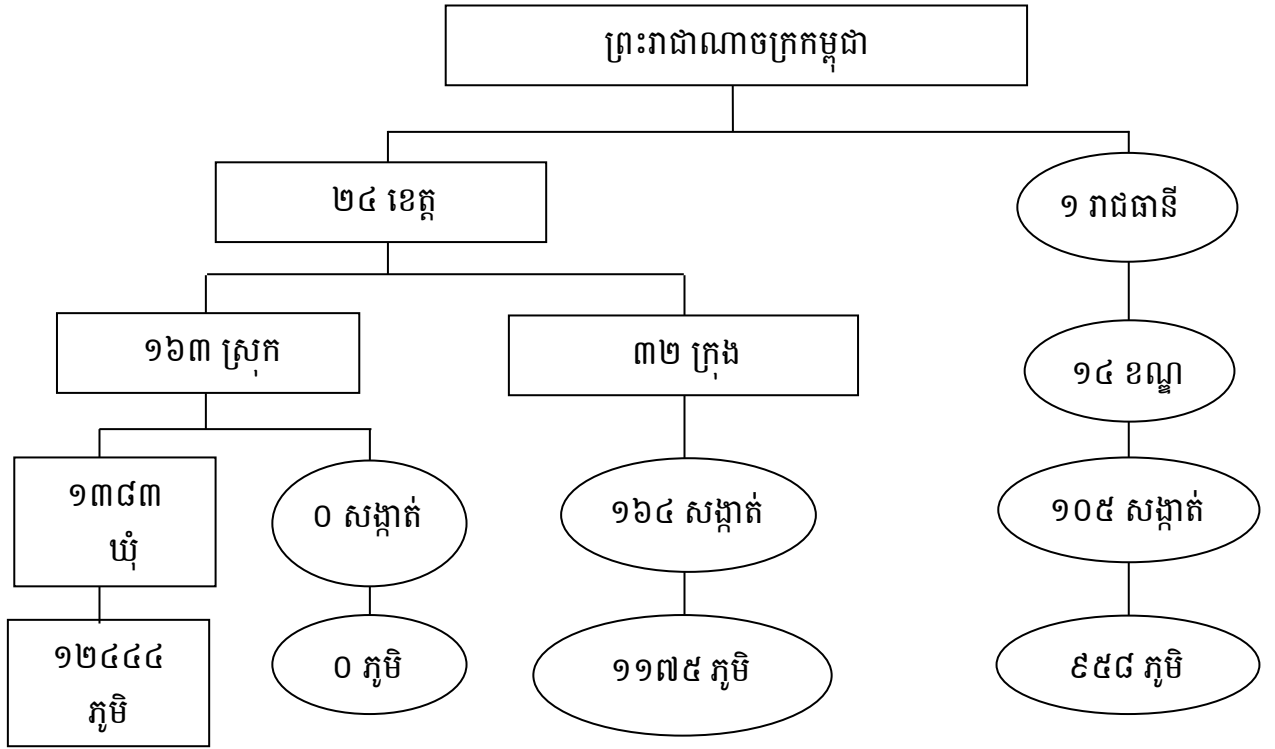 ព្រះរាជាណាចក្រកម្ពុជា
២៤ ខេត្ត
១ រាជធានី
១៦៣ ស្រុក
៣២ ក្រុង
១៤ ខណ្ឌ
១៣៨៣
ឃុំ
០ សង្កាត់
១៦៤ សង្កាត់
១០៥ សង្កាត់
១២៤៤៤
ភូមិ
០ ភូមិ
១១៧៥ ភូមិ
៩៥៨ ភូមិ